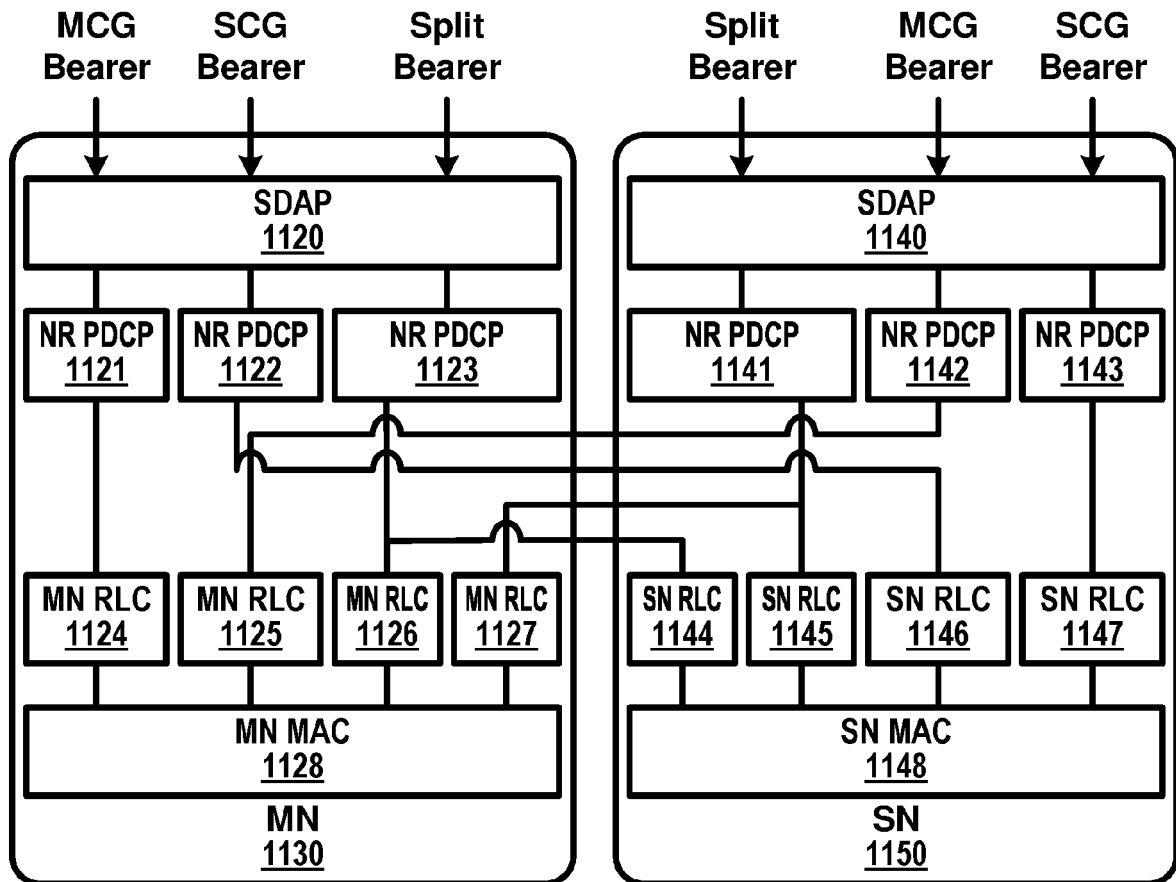 MCG Bearer
SCG Bearer
Split Bearer
Split Bearer
MCG Bearer
SCG Bearer
SDAP
1120
SDAP
1140
NR PDCP
1121
NR PDCP
1122
NR PDCP
1123
NR PDCP
1141
NR PDCP
1142
NR PDCP
1143
MN RLC
1124
MN RLC
1125
MN RLC
1126
MN RLC
1127
SN RLC
1144
SN RLC
1145
SN RLC
1146
SN RLC
1147
MN MAC
1128
SN MAC
1148
MN
1130
SN
1150